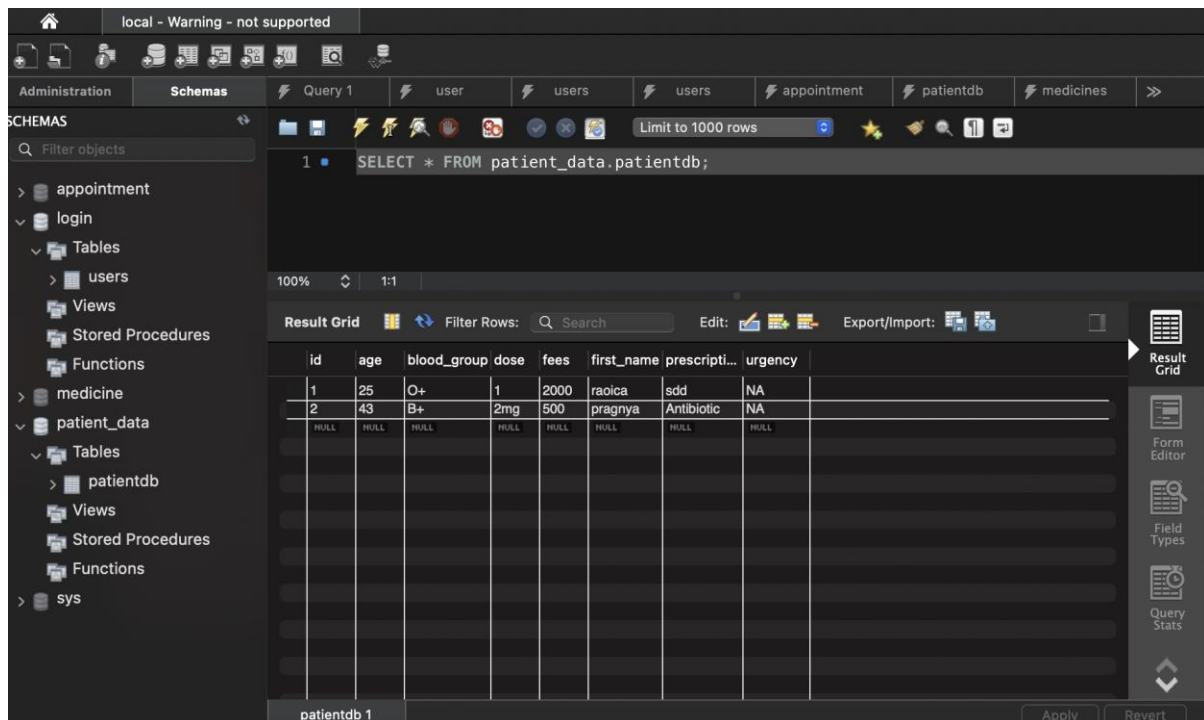 local - Warning - not supported
Administration Schemas Query 1 user users users appointment patientdb medicines
SCHEMAS
Filter objects
Limit to 1000 rows
1 SELECT * FROM patient_data.patientdb;
appointment
login
Tables
users
Views
Stored Procedures
Functions
medicine
patient_data
Tables
patientdb
Views
Stored Procedures
Functions
sys
100% 1:1
Result Grid Filter Rows: Search Edit: Export/Import:
id age blood_group dose fees first_name prescripti... urgency
1 25 O+ 1 2000 raoica sdd NA
2 43 B+ 2mg 500 pragnya Antibiotic NA
NULL NULL NULL NULL NULL NULL NULL NULL
Result
Grid
Form
Editor
Field
Types
Query
Stats
patientdb 1
Apply Revert